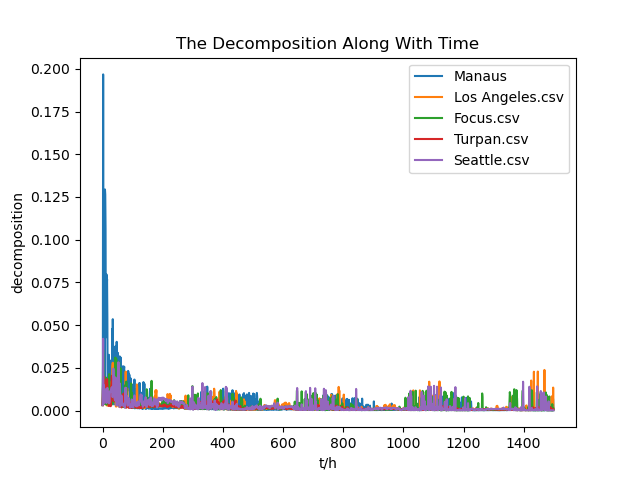 The Decomposition Along With Time
0.200
0.175
0.150
0.125
0.100
0.075
0.050
0.025
0.000
decomposition
Manaus
Los Angeles.csv
Focus.csv
Turpan.csv
Seattle.csv
0 200 400 600 800 1000 1200 1400
t/h